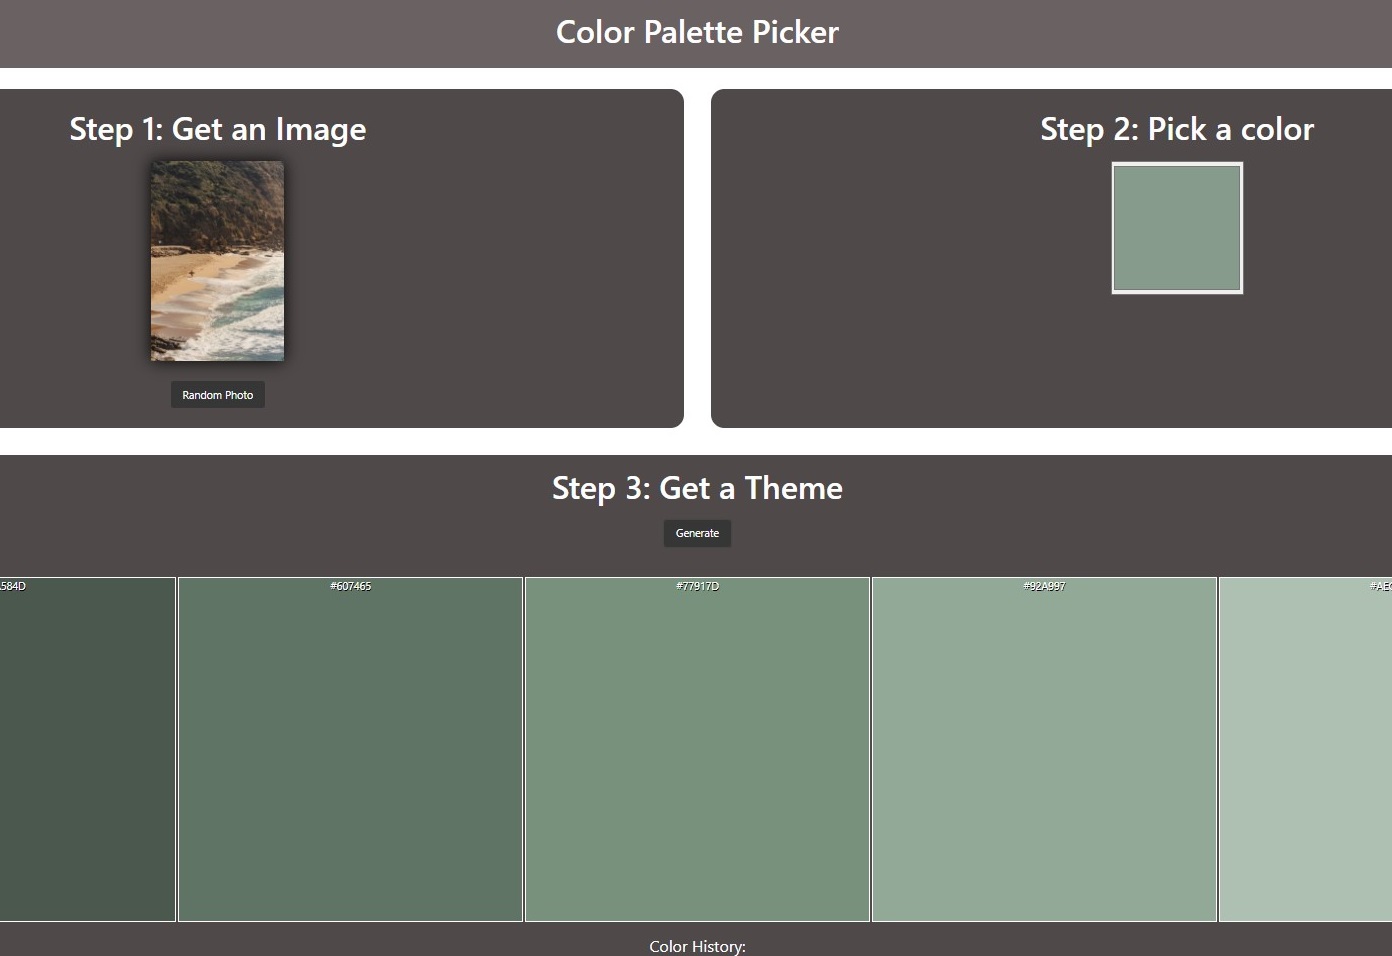 Color Palette Picker
Step 1: Get an Image
Step 2: Pick a color
Random Photo
Step 3: Get a Theme
Generate
584D
#607465
#77917D
#92A997
#AE
Color History: